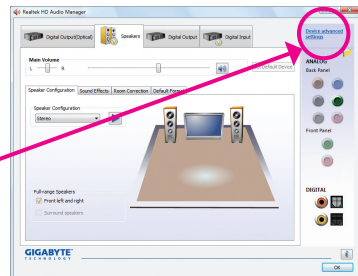 Realtek HD Audio Manager
Digital Output(Optical)
Speakers
Digital Output
Digital Input
Device advanced
settings
Main Volume
L
R
Default Device
ANALOG
Back Panel
Speaker Configuration
Sound Effects
Room Correction
Default Format
Speaker Configuration
Stereo
Front Panel
Full-range Speakers
Front left and right
Surround speakers
DIGITAL
GIGABYTE
TECHNOLOGY
i
OK